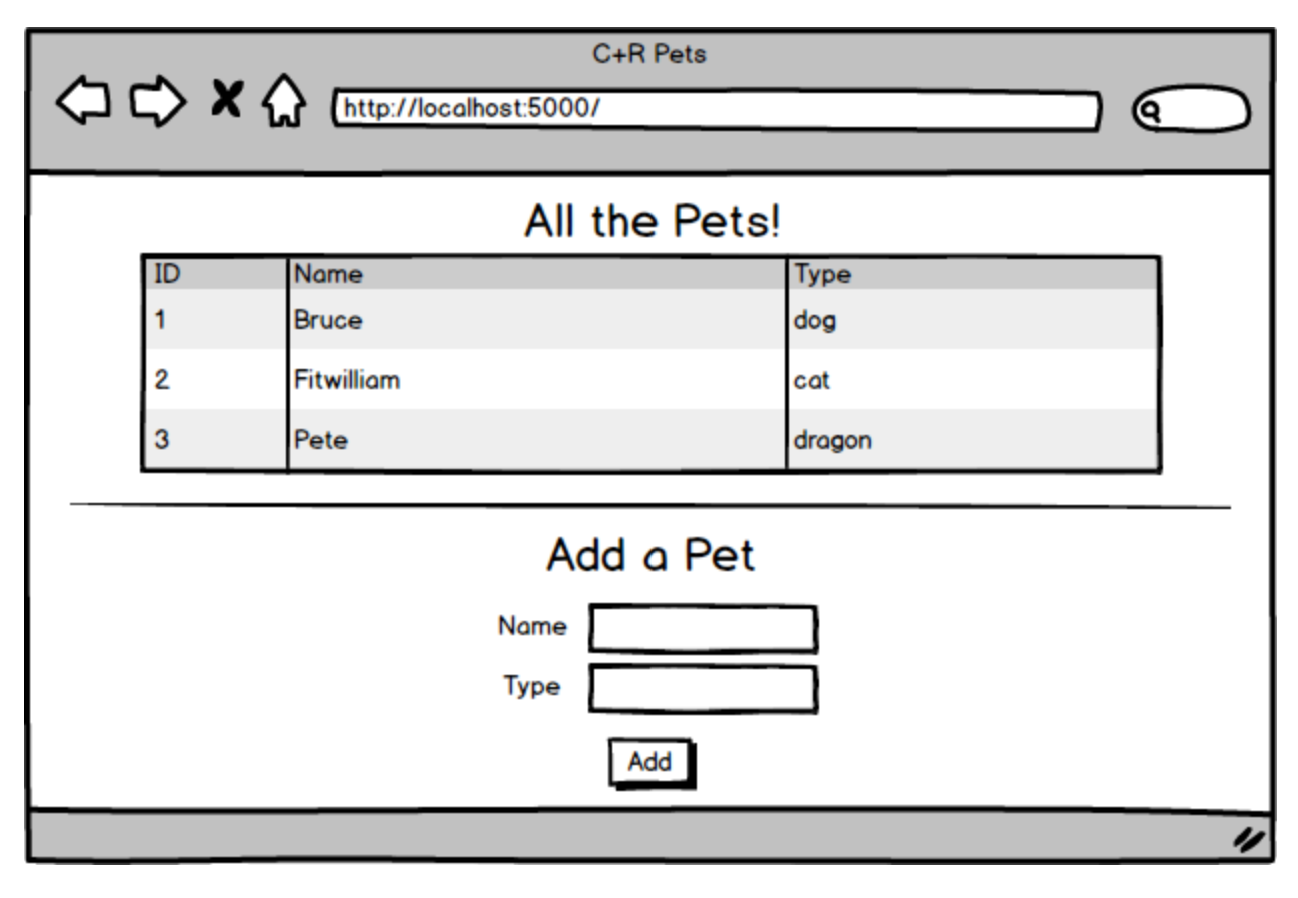 C+R Pets
http://localhost:5000/
All the Pets!
ID Name Type
1 Bruce dog
2 Fitwilliam cat
3 Pete dragon
Add a Pet
Name
Type
Add